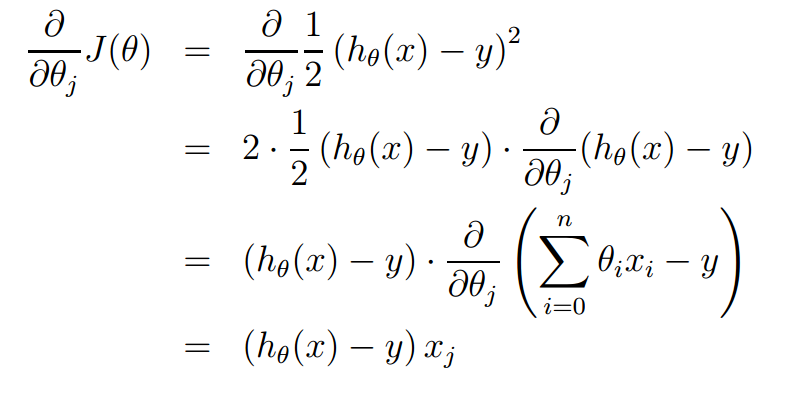 ∂/∂θ_j J(θ) = ∂/∂θ_j 1/2 (h_θ(x) − y)^2
= 2 · 1/2 (h_θ(x) − y) · ∂/∂θ_j (h_θ(x) − y)
= (h_θ(x) − y) · ∂/∂θ_j (∑_{i=0}^{n} θ_i x_i − y)
= (h_θ(x) − y) x_j